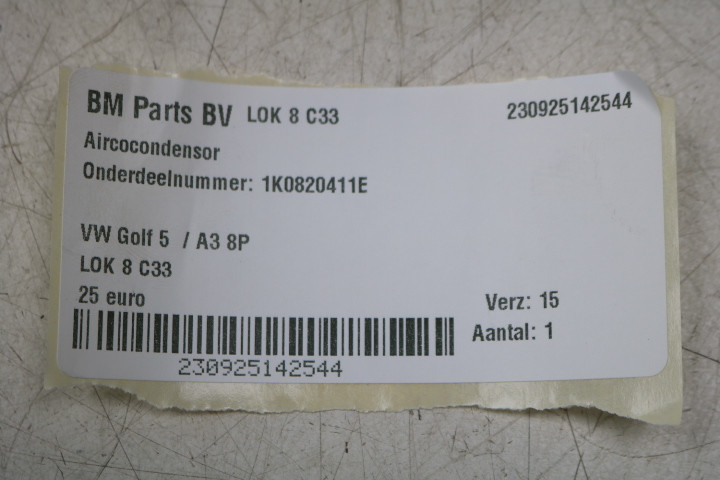 BM Parts BV LOK 8 C33 230925142544
Aircocondensor
Onderdeelnummer: 1K0820411E
VW Golf 5 / A3 8P
LOK 8 C33
25 euro Verz: 15
Aantal: 1
230925142544